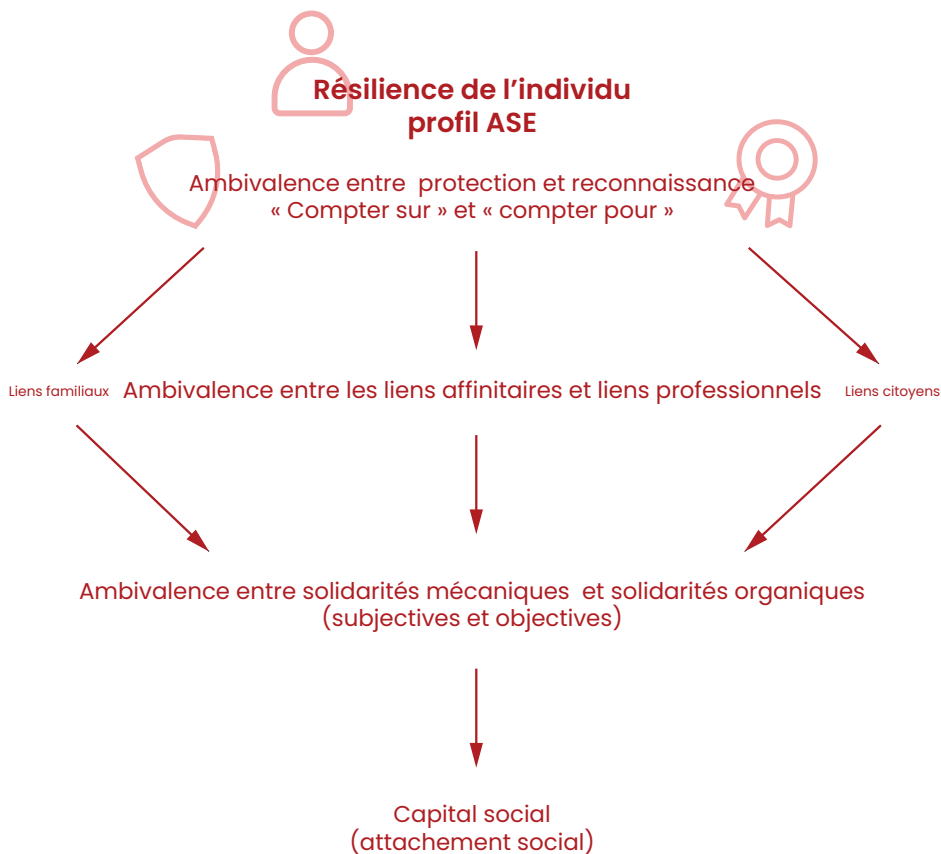 Résilience de l’individu
profil ASE
Ambivalence entre  protection et reconnaissance
« Compter sur » et « compter pour »
Liens familiaux
Ambivalence entre les liens affinitaires et liens professionnels
Liens citoyens
Ambivalence entre solidarités mécaniques  et solidarités organiques
(subjectives et objectives)
Capital social
(attachement social)